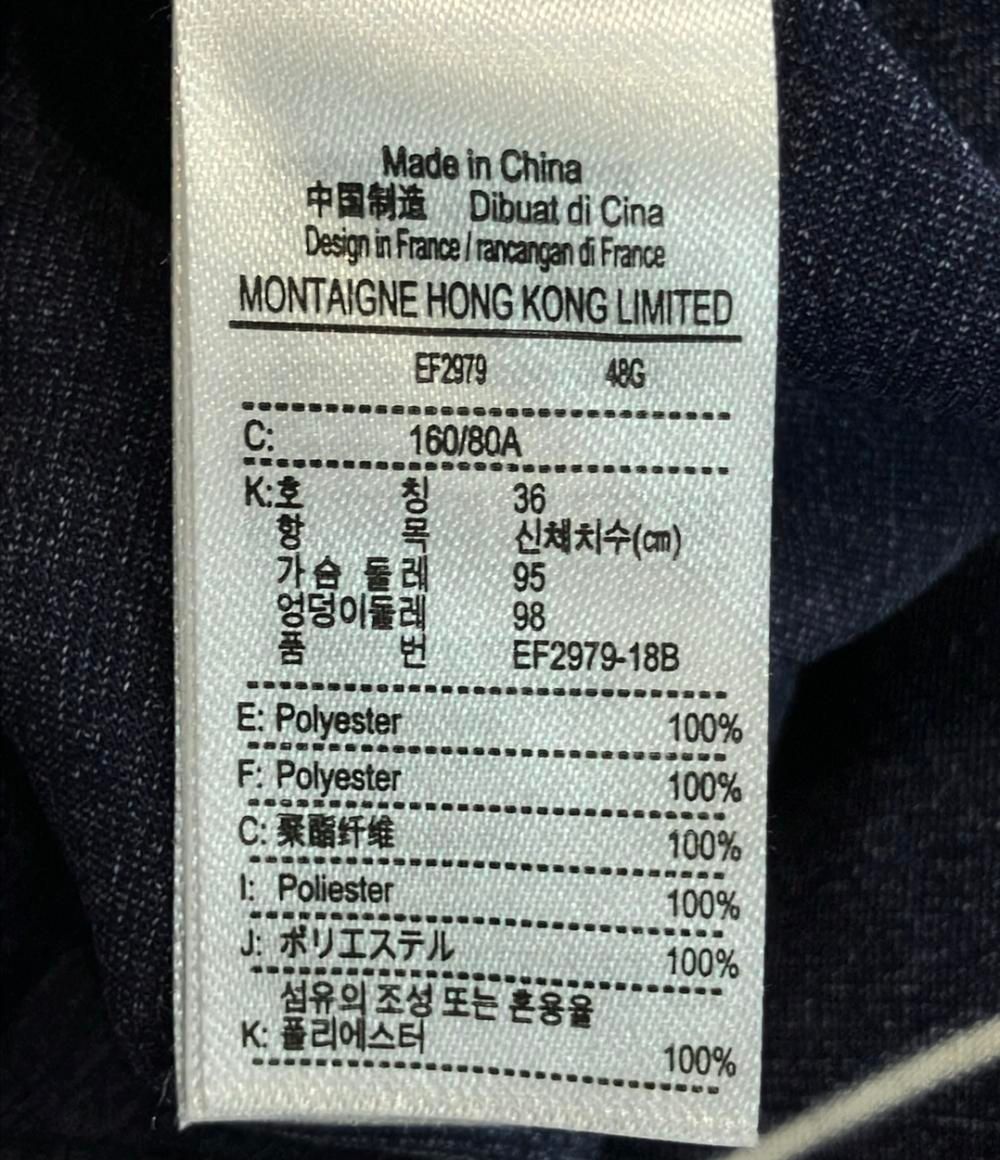 Made in China
中国制造 Dibuat di Cina
Design in France / rancangan di France
MONTAIGNE HONG KONG LIMITED
EF2979 48G
C: 160/80A
K:호 칭 36
항 목 신체치수(cm)
가슴 둘레 95
엉덩이둘레 98
품 번 EF2979-18B
E: Polyester 100%
F: Polyester 100%
C: 聚酯纤维 100%
I: Poliester 100%
J: ポリエステル 100%
섬유의 조성 또는 혼용율
K: 폴리에스터 100%